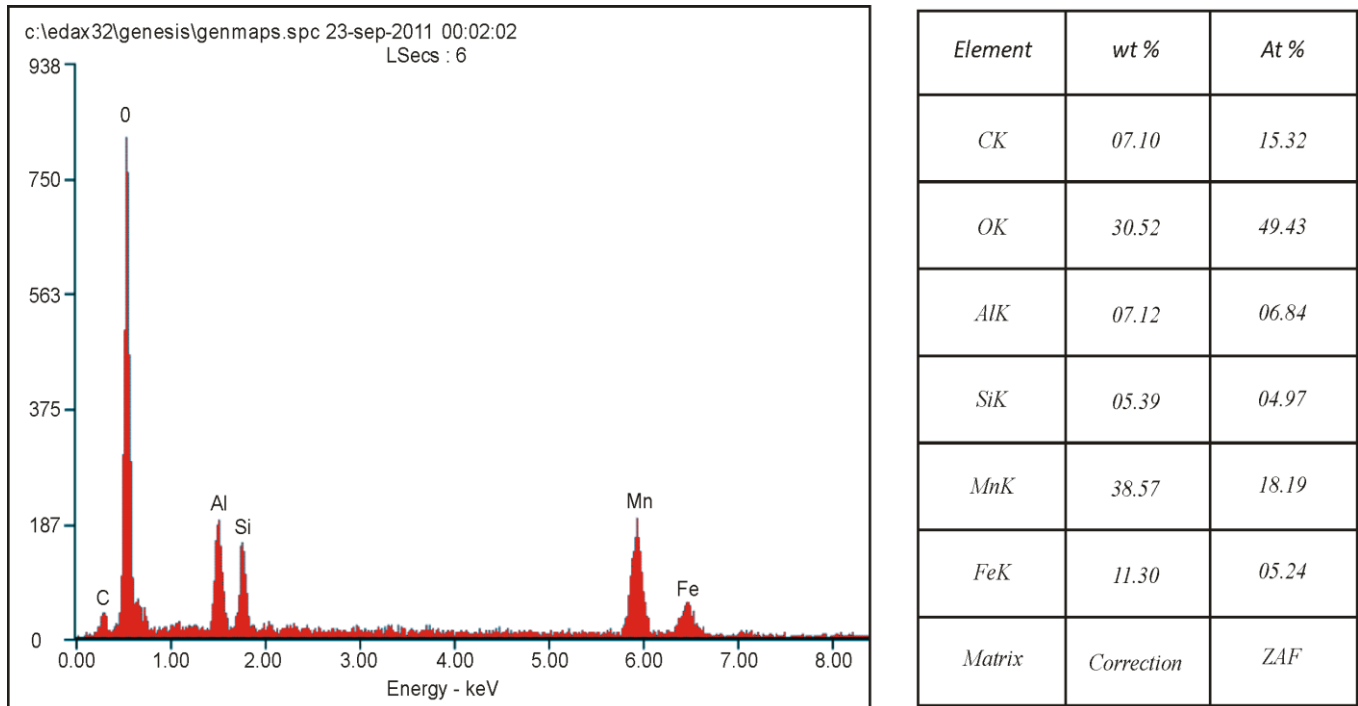 c:\edax32\genesis\genmaps.spc 23-sep-2011 00:02:02
LSecs : 6
938
750
563
375
187
0
O
C
Al
Si
Mn
Fe
0.00 1.00 2.00 3.00 4.00 5.00 6.00 7.00 8.00
Energy - keV
Element wt % At %
CK 07.10 15.32
OK 30.52 49.43
AlK 07.12 06.84
SiK 05.39 04.97
MnK 38.57 18.19
FeK 11.30 05.24
Matrix Correction ZAF